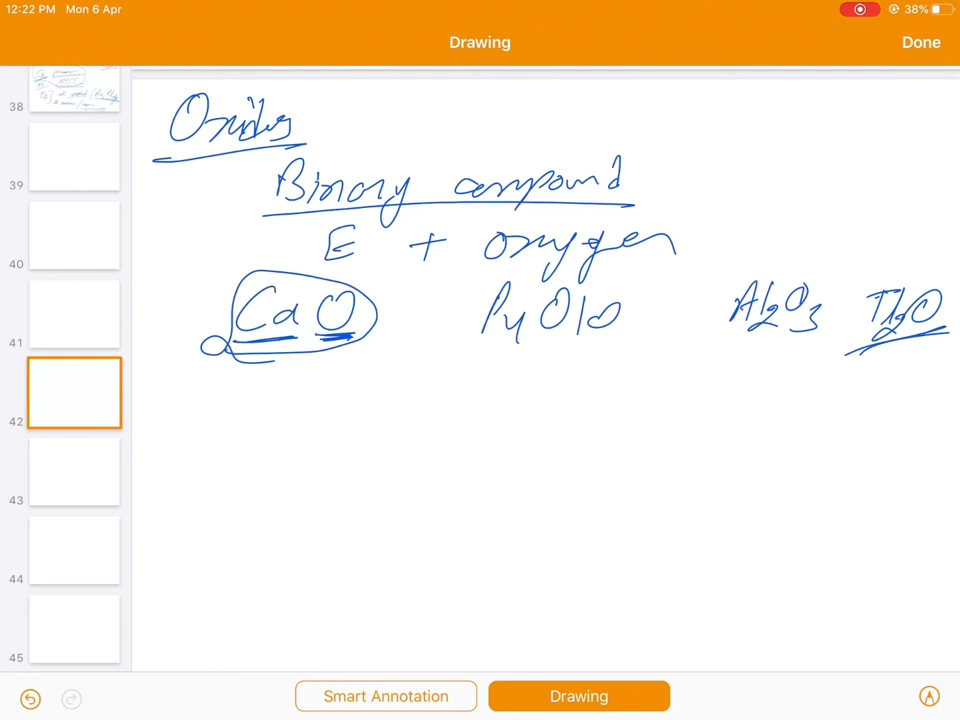 12:22 PM Mon 6 Apr 38%
Drawing Done
38
39
40
41
42
43
44
45
Oxides
Binary compound
E + oxygen
CaO P4O10 Al2O3 Tl2O
Smart Annotation Drawing